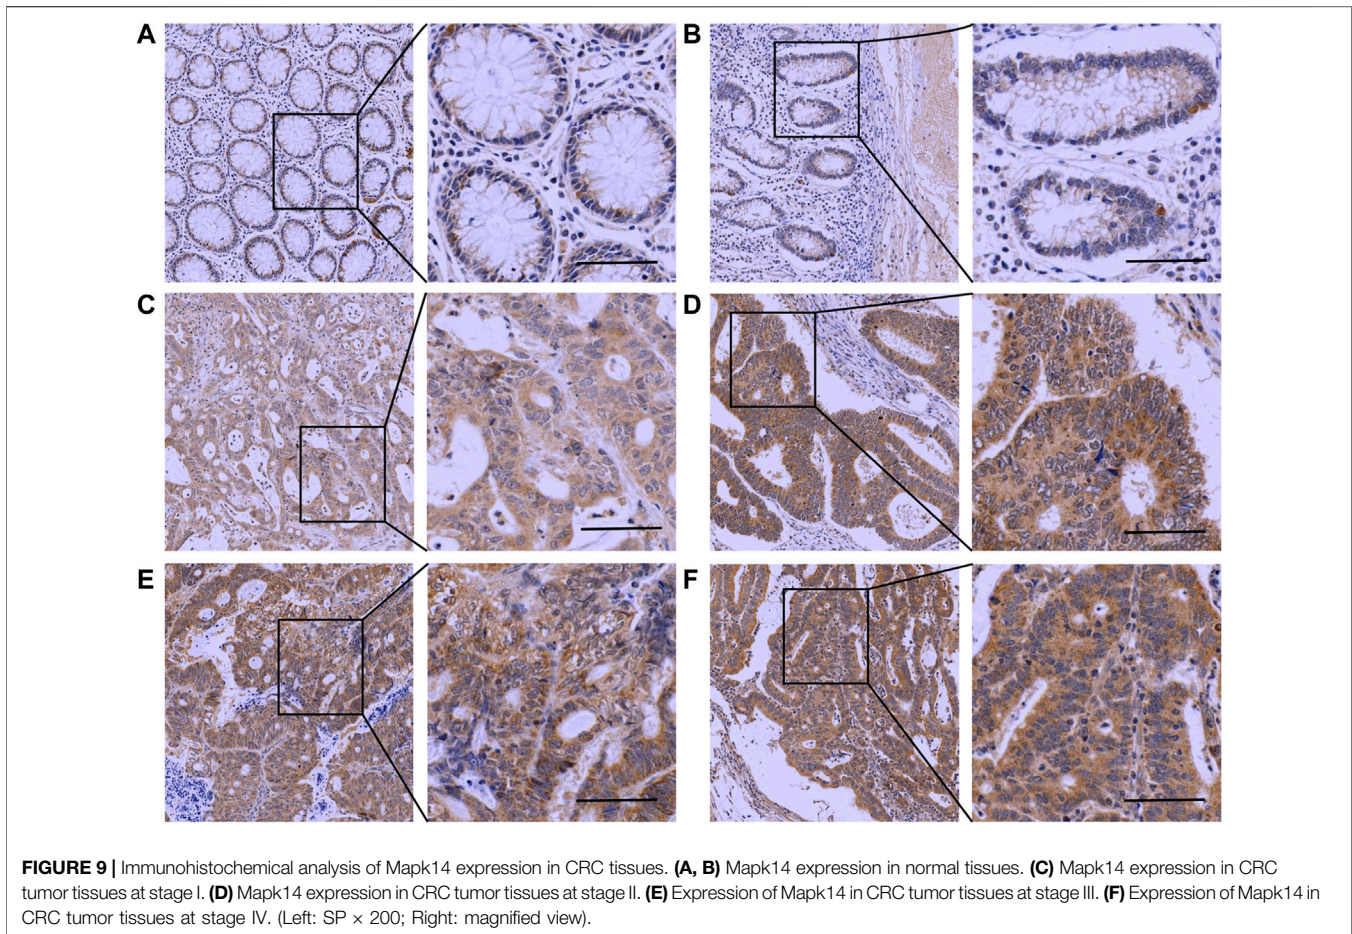 A
B
C
D
E
F
FIGURE 9 | Immunohistochemical analysis of Mapk14 expression in CRC tissues. (A, B) Mapk14 expression in normal tissues. (C) Mapk14 expression in CRC
tumor tissues at stage I. (D) Mapk14 expression in CRC tumor tissues at stage II. (E) Expression of Mapk14 in CRC tumor tissues at stage III. (F) Expression of Mapk14 in
CRC tumor tissues at stage IV. (Left: SP × 200; Right: magnified view).